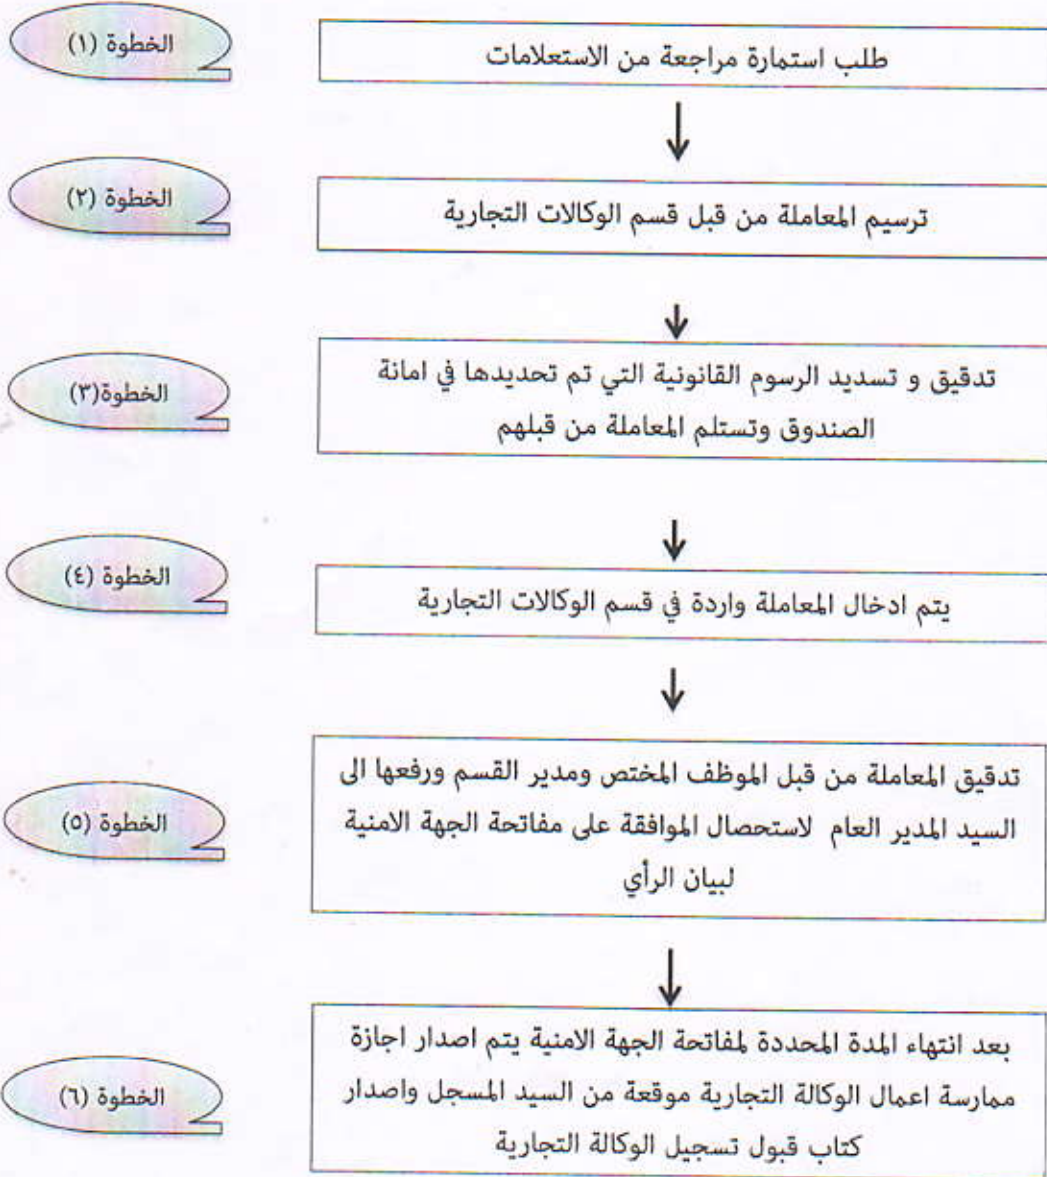 الخطوة (١)
طلب استمارة مراجعة من الاستعلامات
الخطوة (٢)
ترسيم المعاملة من قبل قسم الوكالات التجارية
الخطوة(٣)
تدقيق و تسديد الرسوم القانونية التي تم تحديدها في امانة
الصندوق وتستلم المعاملة من قبلهم
الخطوة (٤)
يتم ادخال المعاملة واردة في قسم الوكالات التجارية
الخطوة (٥)
تدقيق المعاملة من قبل الموظف المختص ومدير القسم ورفعها الى
السيد المدير العام لاستحصال الموافقة على مفاتحة الجهة الامنية
لبيان الرأي
الخطوة (٦)
بعد انتهاء المدة المحددة لمفاتحة الجهة الامنية يتم اصدار اجازة
ممارسة اعمال الوكالة التجارية موقعة من السيد المسجل واصدار
كتاب قبول تسجيل الوكالة التجارية